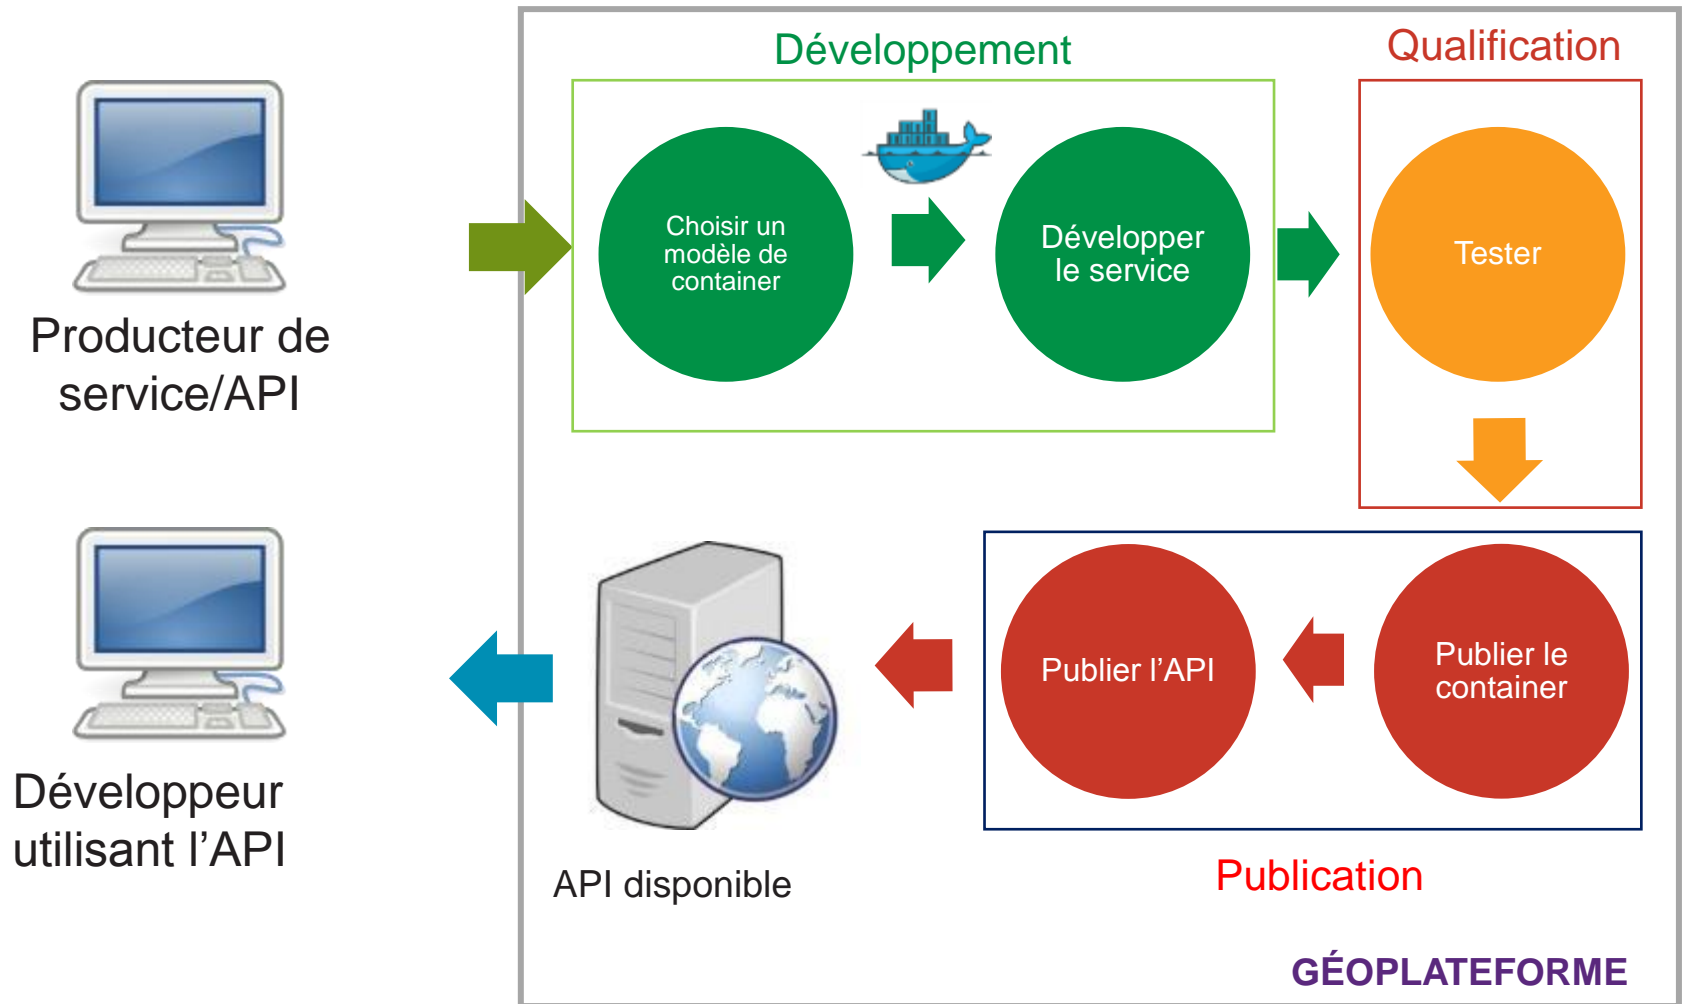 Développement
Qualification
Choisir un
modèle de
container
Développer
le service
Tester
Producteur de
service/API
Développeur
utilisant l’API
API disponible
Publier l’API
Publier le
container
Publication
GÉOPLATEFORME